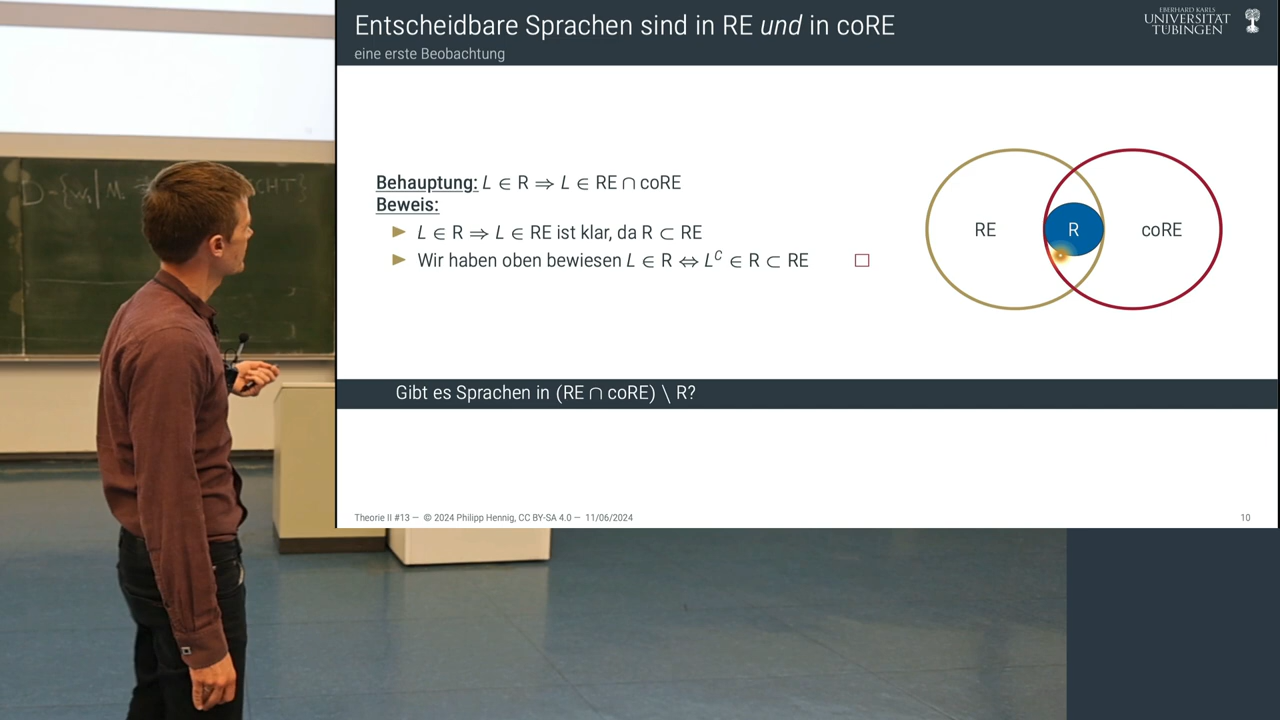 Entscheidbare Sprachen sind in RE und in coRE
eine erste Beobachtung
EBERHARD KARLS
UNIVERSITÄT
TÜBINGEN
D={w | M
CHT}
Behauptung: L ∈ R ⇒ L ∈ RE ∩ coRE
Beweis:
L ∈ R ⇒ L ∈ RE ist klar, da R ⊂ RE
Wir haben oben bewiesen L ∈ R ⇔ Lᶜ ∈ R ⊂ RE □
RE
R
coRE
Gibt es Sprachen in (RE ∩ coRE) \ R?
Theorie II #13 — © 2024 Philipp Hennig, CC BY-SA 4.0 — 11/06/2024
10